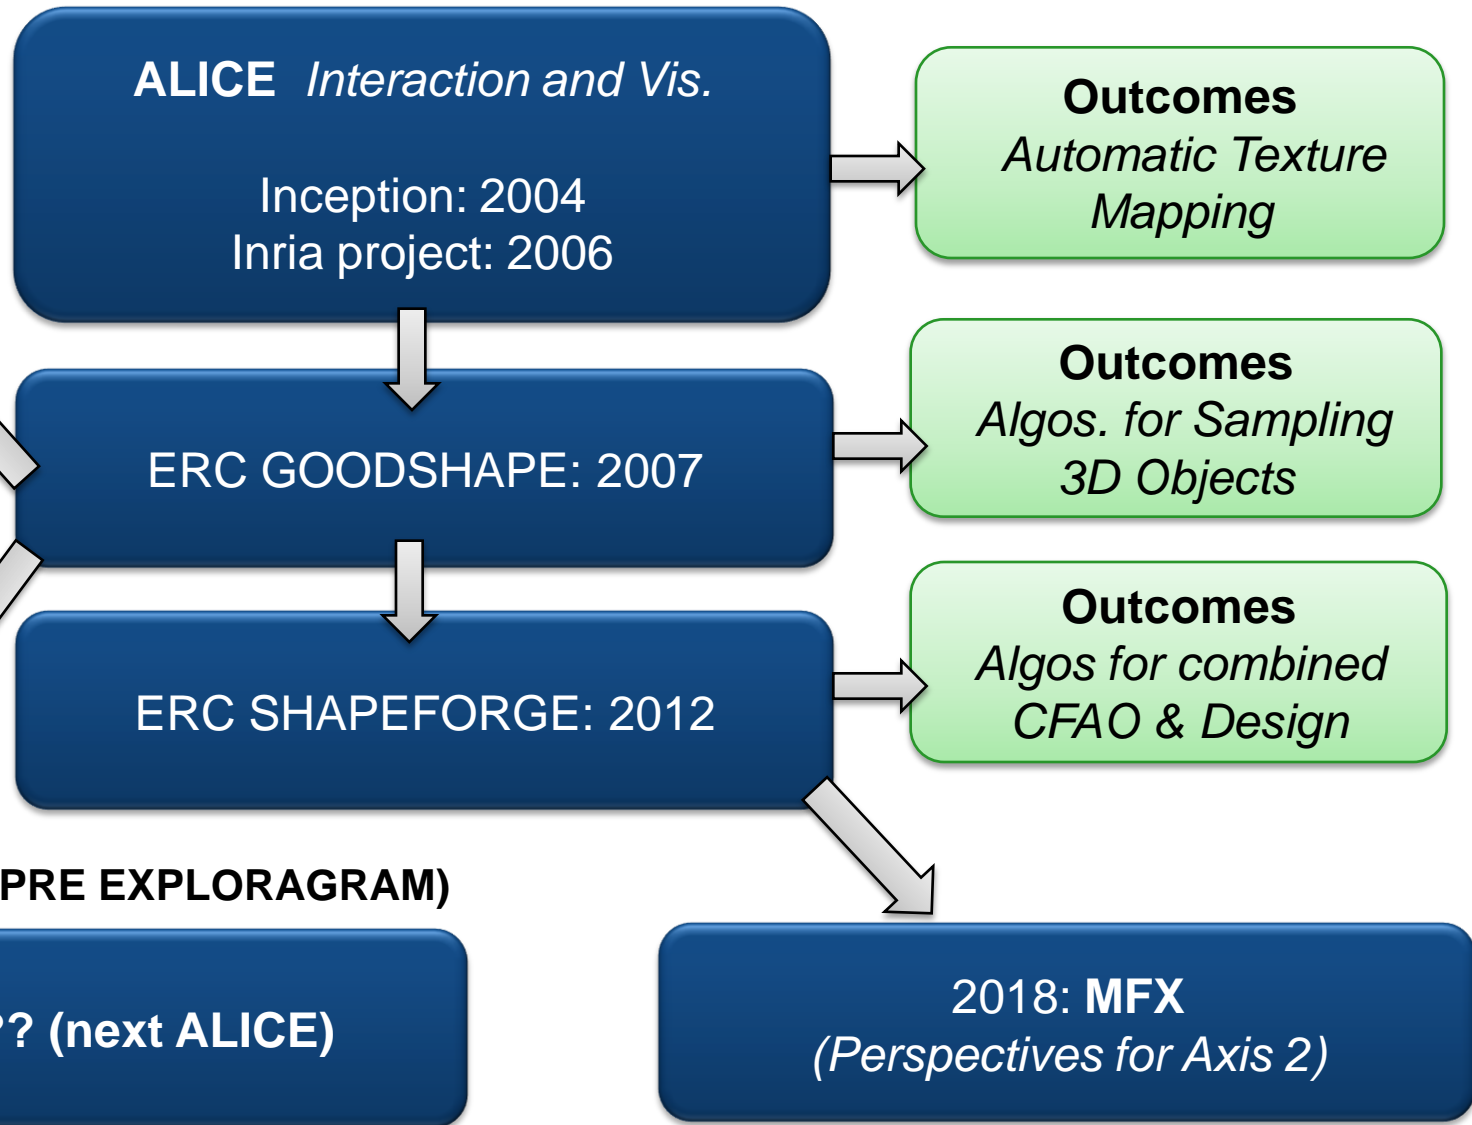 ALICE Interaction and Vis.
Inception: 2004
Inria project: 2006
Outcomes
Automatic Texture
Mapping
ERC GOODSHAPE: 2007
Outcomes
Algos. for Sampling
3D Objects
ERC SHAPEFORGE: 2012
Outcomes
Algos for combined
CFAO & Design
PRE EXPLORAGRAM)
? (next ALICE)
2018: MFX
(Perspectives for Axis 2)